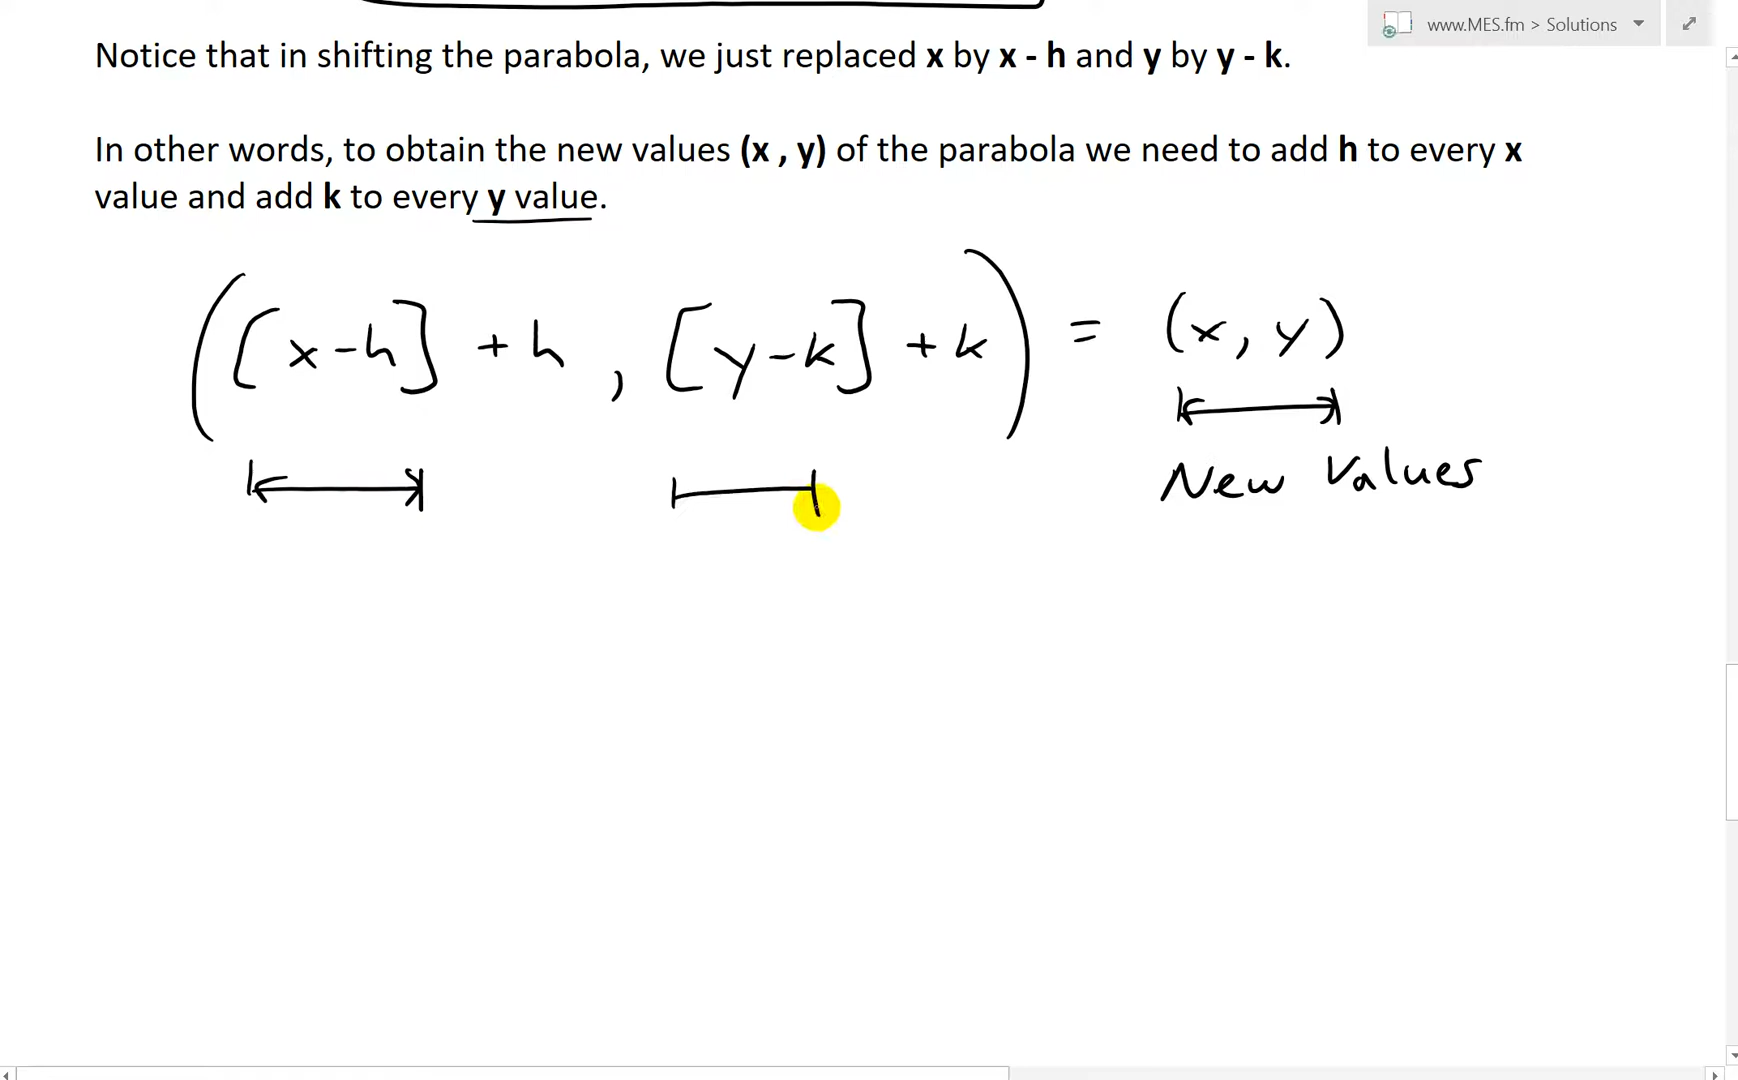 www.MES.fm > Solutions
Notice that in shifting the parabola, we just replaced x by x - h and y by y - k.
In other words, to obtain the new values (x , y) of the parabola we need to add h to every x
value and add k to every y value.
([x-h] + h , [y-k] + k) = (x, y)
New Values